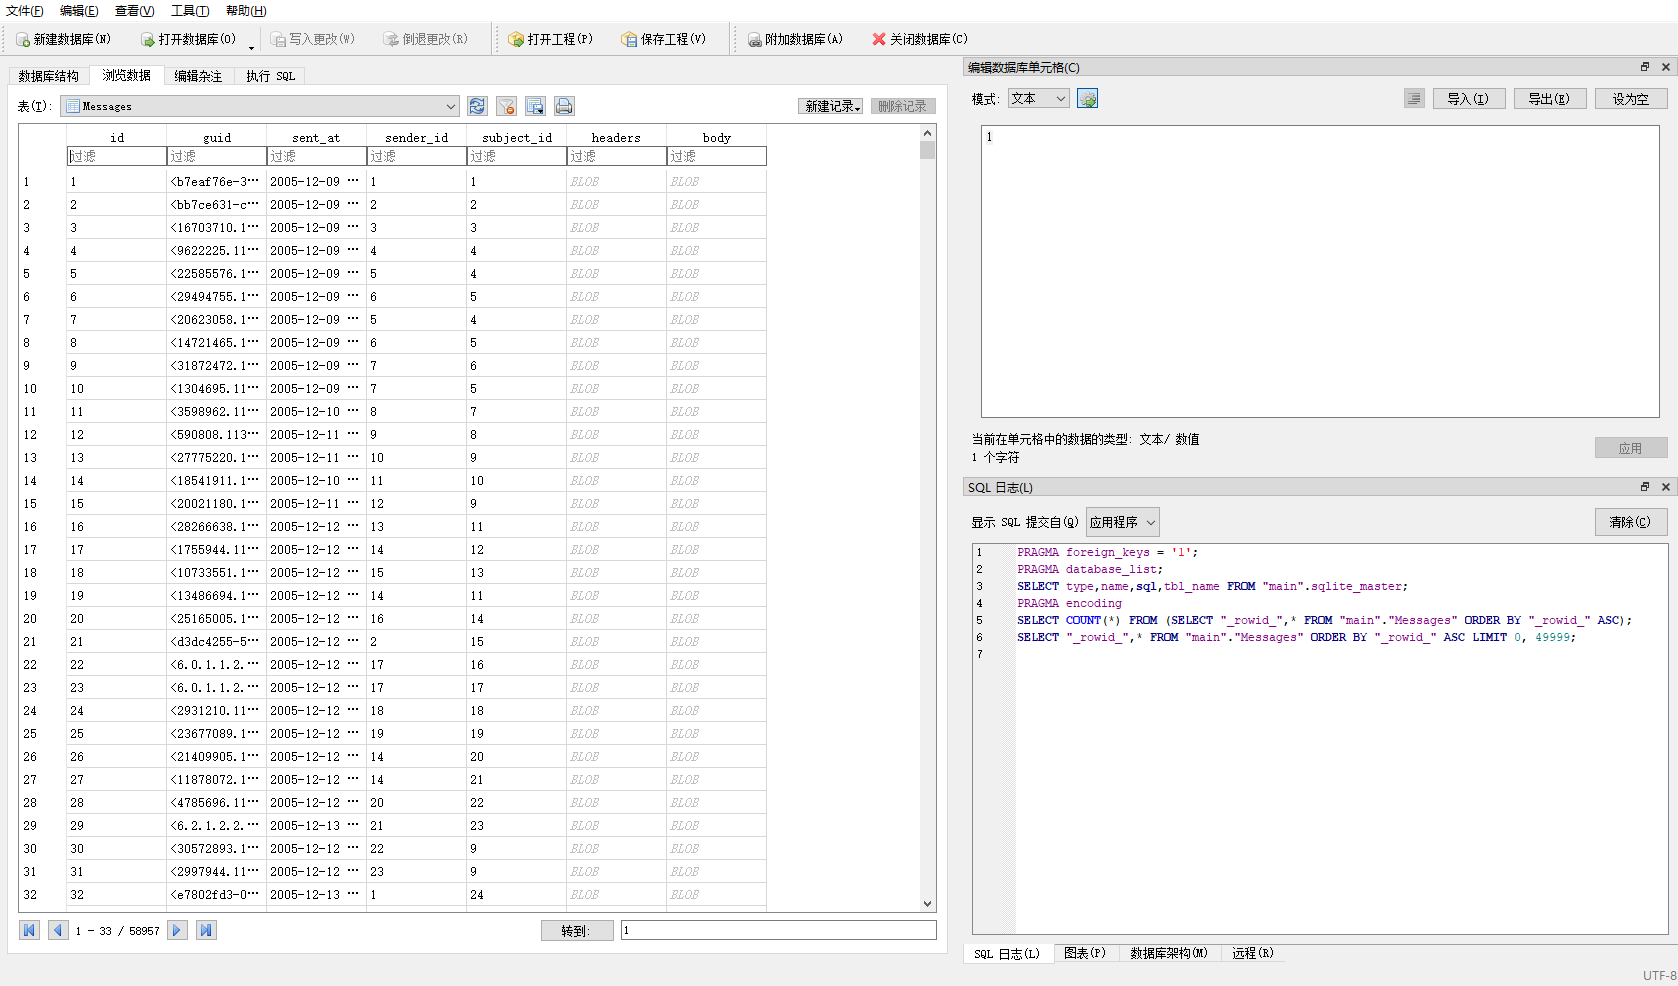 文件(F) 编辑(E) 查看(V) 工具(T) 帮助(H)
新建数据库(N) 打开数据库(O) 写入更改(W) 倒退更改(R) 打开工程(P) 保存工程(V) 附加数据库(A) 关闭数据库(C)
数据库结构 浏览数据 编辑杂注 执行 SQL
表(T): Messages 新建记录 删除记录
id guid sent_at sender_id subject_id headers body
过滤 过滤 过滤 过滤 过滤 过滤 过滤
1 1 <b7eaf76e-3… 2005-12-09 … 1 1 BLOB BLOB
2 2 <bb7ce631-c… 2005-12-09 … 2 2 BLOB BLOB
3 3 <16703710.1… 2005-12-09 … 3 3 BLOB BLOB
4 4 <9622225.11… 2005-12-09 … 4 4 BLOB BLOB
5 5 <22585576.1… 2005-12-09 … 5 4 BLOB BLOB
6 6 <29494755.1… 2005-12-09 … 6 5 BLOB BLOB
7 7 <20623058.1… 2005-12-09 … 5 4 BLOB BLOB
8 8 <14721465.1… 2005-12-09 … 6 5 BLOB BLOB
9 9 <31872472.1… 2005-12-09 … 7 6 BLOB BLOB
10 10 <1304695.11… 2005-12-09 … 7 5 BLOB BLOB
11 11 <3598962.11… 2005-12-10 … 8 7 BLOB BLOB
12 12 <590808.113… 2005-12-11 … 9 8 BLOB BLOB
13 13 <27775220.1… 2005-12-11 … 10 9 BLOB BLOB
14 14 <18541911.1… 2005-12-10 … 11 10 BLOB BLOB
15 15 <20021180.1… 2005-12-11 … 12 9 BLOB BLOB
16 16 <28266638.1… 2005-12-12 … 13 11 BLOB BLOB
17 17 <1755944.11… 2005-12-12 … 14 12 BLOB BLOB
18 18 <10733551.1… 2005-12-12 … 15 13 BLOB BLOB
19 19 <13486694.1… 2005-12-12 … 14 11 BLOB BLOB
20 20 <25165005.1… 2005-12-12 … 16 14 BLOB BLOB
21 21 <d3dc4255-5… 2005-12-12 … 2 15 BLOB BLOB
22 22 <6.0.1.1.2.… 2005-12-12 … 17 16 BLOB BLOB
23 23 <6.0.1.1.2.… 2005-12-12 … 17 17 BLOB BLOB
24 24 <2931210.11… 2005-12-12 … 18 18 BLOB BLOB
25 25 <23677089.1… 2005-12-12 … 19 19 BLOB BLOB
26 26 <21409905.1… 2005-12-12 … 14 20 BLOB BLOB
27 27 <11878072.1… 2005-12-12 … 14 21 BLOB BLOB
28 28 <4785696.11… 2005-12-12 … 20 22 BLOB BLOB
29 29 <6.2.1.2.2.… 2005-12-13 … 21 23 BLOB BLOB
30 30 <30572893.1… 2005-12-12 … 22 9 BLOB BLOB
31 31 <2997944.11… 2005-12-12 … 23 9 BLOB BLOB
32 32 <e7802fd3-0… 2005-12-13 … 1 24 BLOB BLOB
1 - 33 / 58957 转到: 1
编辑数据库单元格(C)
模式: 文本 导入(I) 导出(E) 设为空
1
当前在单元格中的数据的类型: 文本/ 数值
1 个字符
应用
SQL 日志(L)
显示 SQL 提交自(Q) 应用程序 清除(C)
1 PRAGMA foreign_keys = '1';
2 PRAGMA database_list;
3 SELECT type,name,sql,tbl_name FROM "main".sqlite_master;
4 PRAGMA encoding
5 SELECT COUNT(*) FROM (SELECT "_rowid_",* FROM "main"."Messages" ORDER BY "_rowid_" ASC);
6 SELECT "_rowid_",* FROM "main"."Messages" ORDER BY "_rowid_" ASC LIMIT 0, 49999;
7
SQL 日志(L) 图表(P) 数据库架构(M) 远程(R)
UTF-8